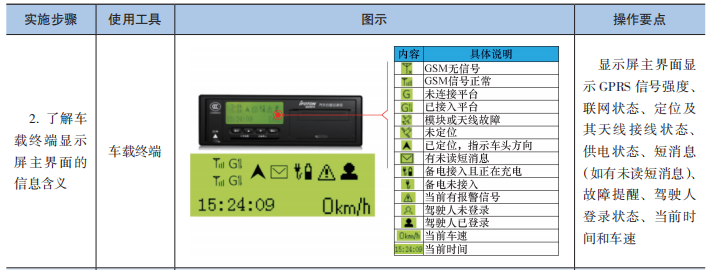 实施步骤
使用工具
图示
操作要点
2. 了解车
载终端显示
屏主界面的
信息含义
车载终端
15:24:09
0km/h
内容
具体说明
GSM无信号
GSM信号正常
G
未连接平台
G
已接入平台
模块或天线故障
未定位
已定位，指示车头方向
有未读短消息
备电接入且正在充电
备电未接入
当前有报警信号
驾驶人未登录
驾驶人已登录
0km/h
当前车速
15:24:09
当前时间
显示屏主界面显
示 GPRS 信号强度、
联网状态、定位及
其天线接线状态、
供电状态、短消息
(如有未读短消息)、
故障提醒、驾驶人
登录状态、当前时
间和车速